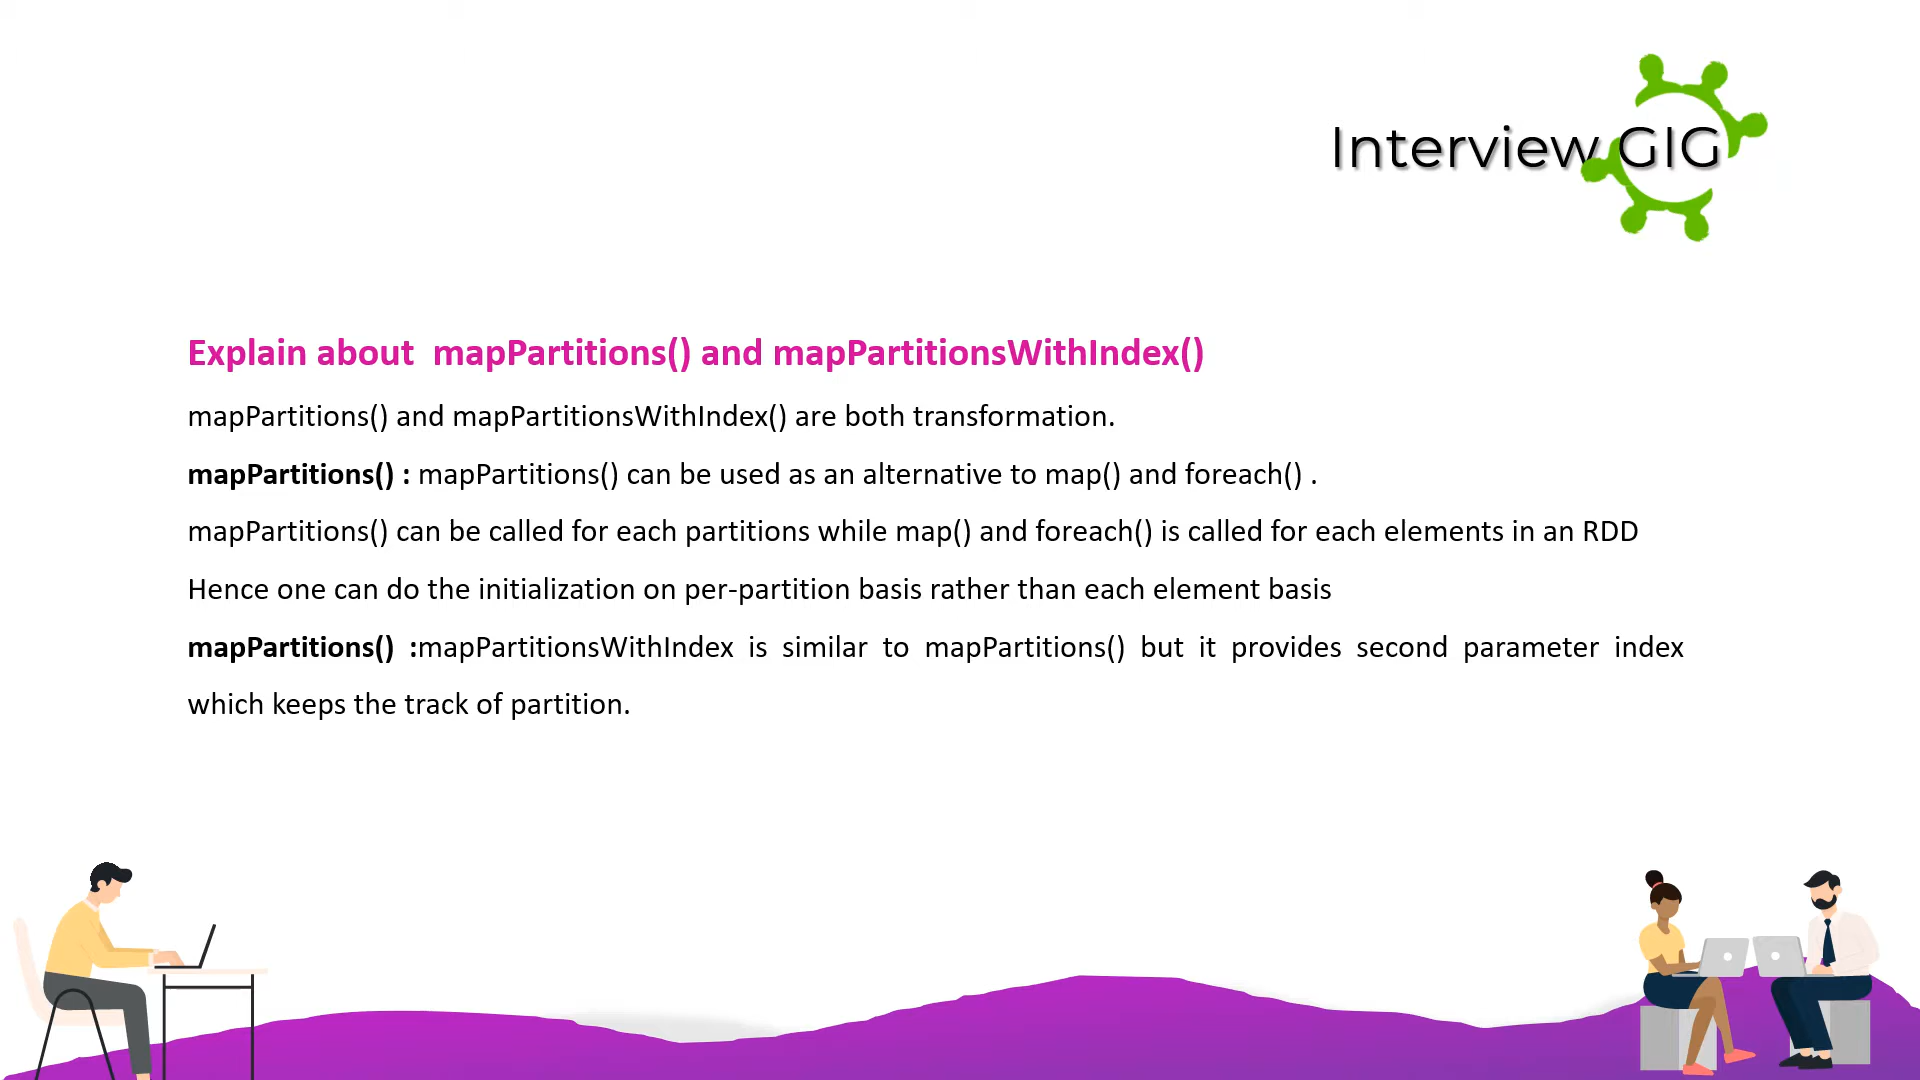 Interview GIG
Explain about  mapPartitions() and mapPartitionsWithIndex()
mapPartitions() and mapPartitionsWithIndex() are both transformation.
mapPartitions() : mapPartitions() can be used as an alternative to map() and foreach() .
mapPartitions() can be called for each partitions while map() and foreach() is called for each elements in an RDD
Hence one can do the initialization on per-partition basis rather than each element basis
mapPartitions() :mapPartitionsWithIndex is similar to mapPartitions() but it provides second parameter index
which keeps the track of partition.